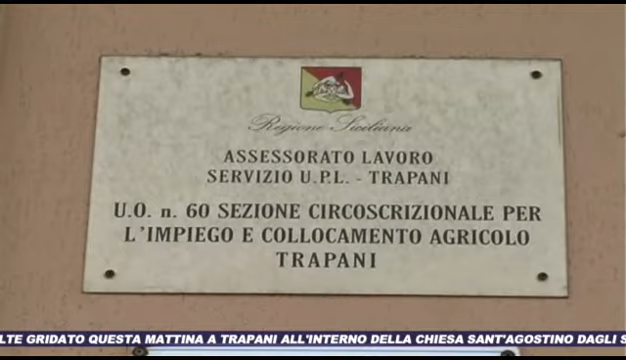 Regione Siciliana
ASSESSORATO LAVORO
SERVIZIO U.P.L. - TRAPANI
U.O. n. 60 SEZIONE CIRCOSCRIZIONALE PER
L'IMPIEGO E COLLOCAMENTO AGRICOLO
TRAPANI
LTE GRIDATO QUESTA MATTINA A TRAPANI ALL'INTERNO DELLA CHIESA SANT'AGOSTINO DAGLI S